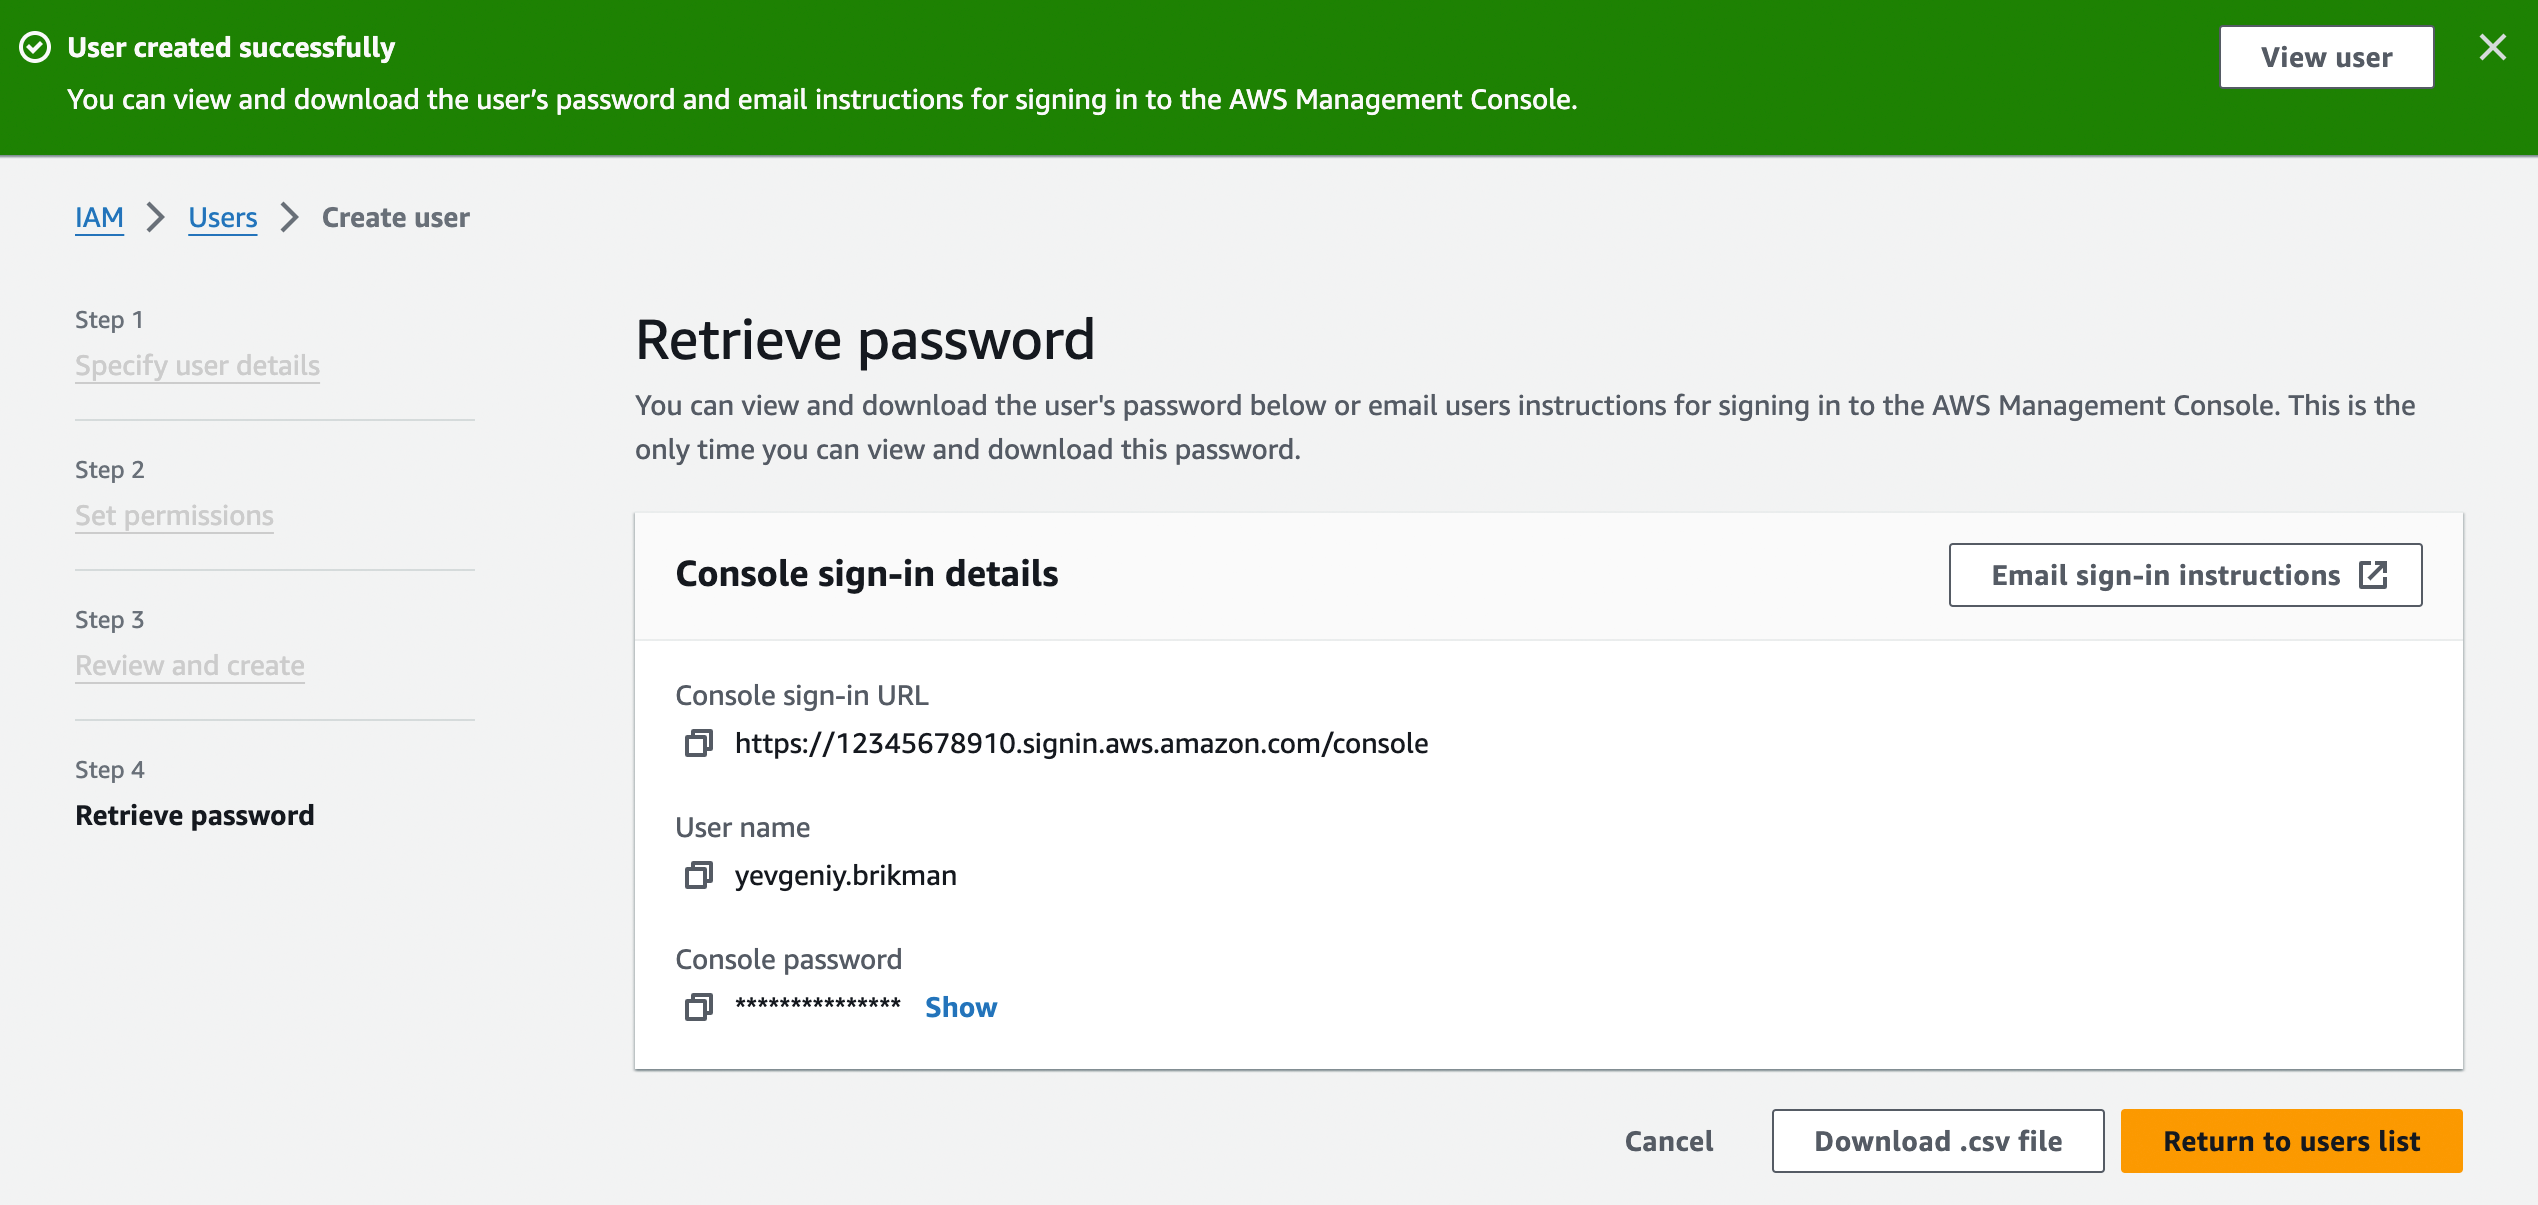 User created successfully
You can view and download the user’s password and email instructions for signing in to the AWS Management Console.
View user
IAM
Users
Create user
Step 1
Specify user details
Step 2
Set permissions
Step 3
Review and create
Step 4
Retrieve password
Retrieve password
You can view and download the user's password below or email users instructions for signing in to the AWS Management Console. This is the
only time you can view and download this password.
Console sign-in details
Email sign-in instructions
Console sign-in URL
https://12345678910.signin.aws.amazon.com/console
User name
yevgeniy.brikman
Console password
*************** Show
Cancel
Download .csv file
Return to users list